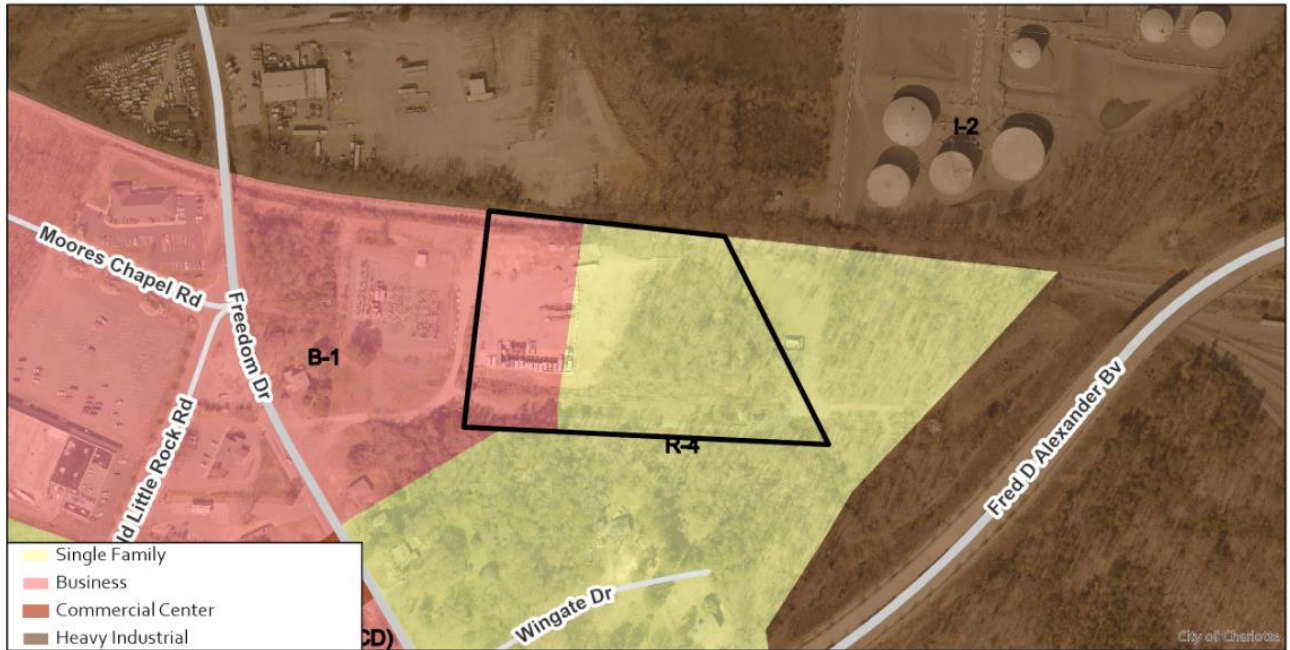 I-2
Moores Chapel Rd
Freedom Dr
B-1
R-4
Fred D Alexander Bv
ld Little Rock Rd
Wingate Dr
CD)
Single Family
Business
Commercial Center
Heavy Industrial
City of Charlotte